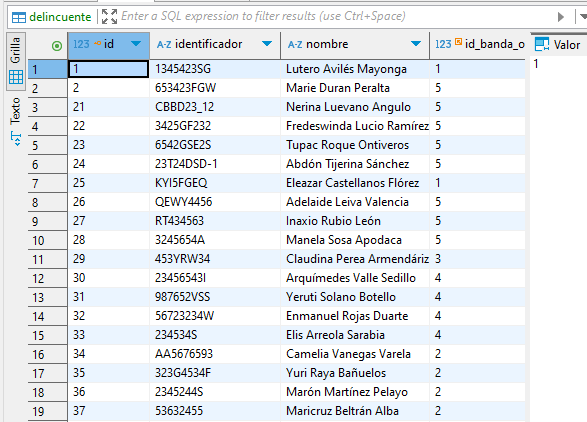 delincuente Enter a SQL expression to filter results (use Ctrl+Space)
Grilla
Texto
123 id A-Z identificador A-Z nombre 123 id_banda_o Valor
1 1 1345423SG Lutero Avilés Mayonga 1 1
2 2 653423FGW Marie Duran Peralta 5
3 21 CBBD23_12 Nerina Luevano Angulo 5
4 22 3425GF232 Fredeswinda Lucio Ramírez 5
5 23 6542GSE2S Tupac Roque Ontiveros 5
6 24 23T24DSD-1 Abdón Tijerina Sánchez 5
7 25 KYI5FGEQ Eleazar Castellanos Flórez 1
8 26 QEWY4456 Adelaide Leiva Valencia 5
9 27 RT434563 Inaxio Rubio León 5
10 28 3245654A Manela Sosa Apodaca 5
11 29 453YRW34 Claudina Perea Armendáriz 3
12 30 23456543I Arquímedes Valle Sedillo 4
13 31 987652VSS Yeruti Solano Botello 4
14 32 56723234W Enmanuel Rojas Duarte 4
15 33 234534S Elis Arreola Sarabia 4
16 34 AA5676593 Camelia Vanegas Varela 2
17 35 323G4534F Yuri Raya Bañuelos 2
18 36 2345244S Marón Martínez Pelayo 2
19 37 53632455 Maricruz Beltrán Alba 2